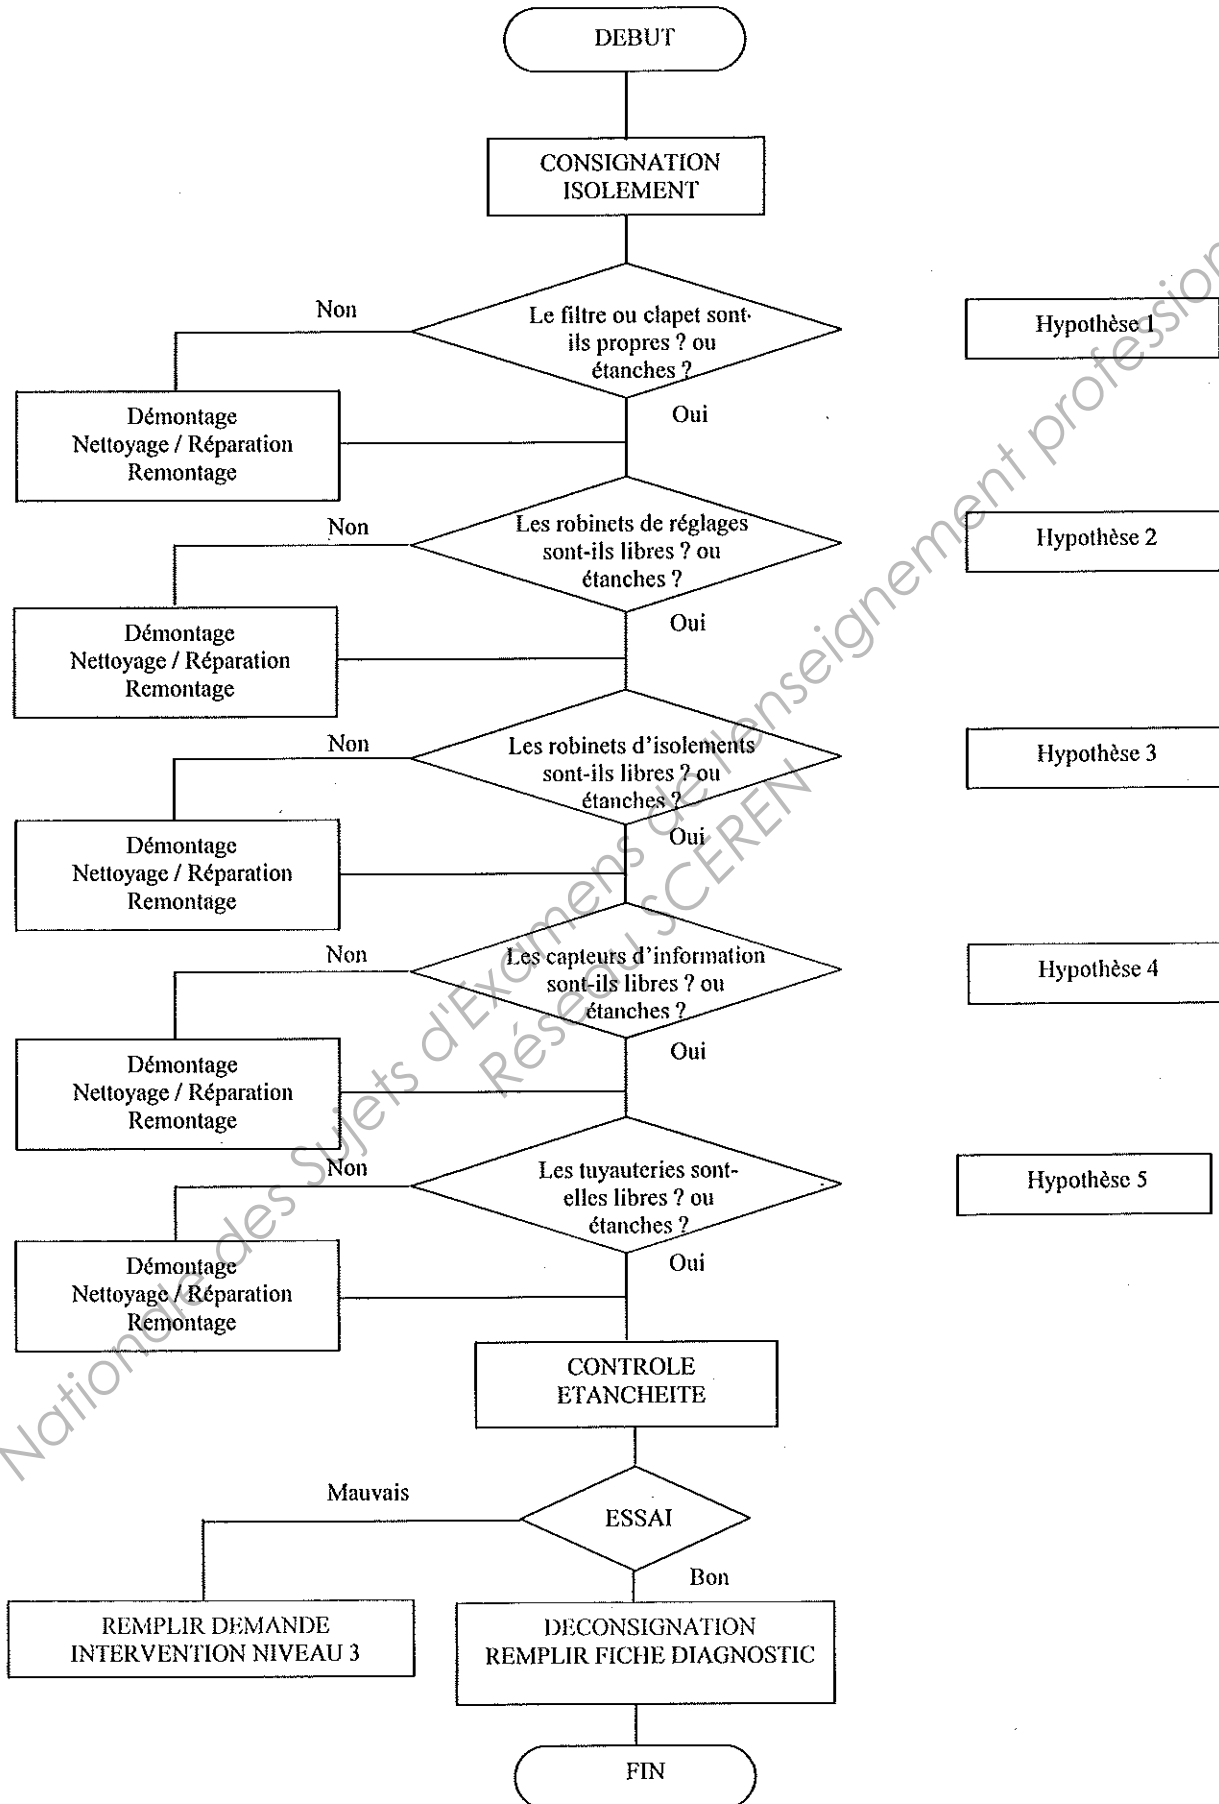 DEBUT
CONSIGNATION
ISOLEMENT
Non
Le filtre ou clapet sont-
ils propres ? ou
étanches ?
Hypothèse 1
Oui
Démontage
Nettoyage / Réparation
Remontage
Non
Les robinets de réglages
sont-ils libres ? ou
étanches ?
Hypothèse 2
Oui
Démontage
Nettoyage / Réparation
Remontage
Non
Les robinets d'isolements
sont-ils libres ? ou
étanches ?
Hypothèse 3
Oui
Démontage
Nettoyage / Réparation
Remontage
Non
Les capteurs d'information
sont-ils libres ? ou
étanches ?
Hypothèse 4
Oui
Démontage
Nettoyage / Réparation
Remontage
Non
Les tuyauteries sont-
elles libres ? ou
étanches ?
Hypothèse 5
Oui
Démontage
Nettoyage / Réparation
Remontage
CONTROLE
ETANCHEITE
Mauvais
ESSAI
Bon
REMPLIR DEMANDE
INTERVENTION NIVEAU 3
DECONSIGNATION
REMPLIR FICHE DIAGNOSTIC
FIN
Nationale des Sujets d'Examens de l'enseignement profession
Réseau SCEREN